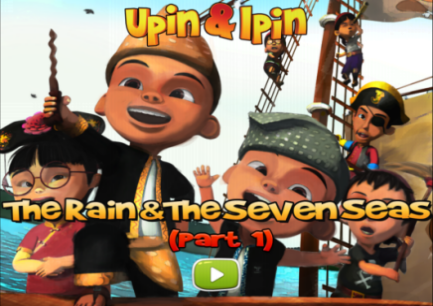 Upin & Ipin
The Rain & The Seven Seas
(Part 1)